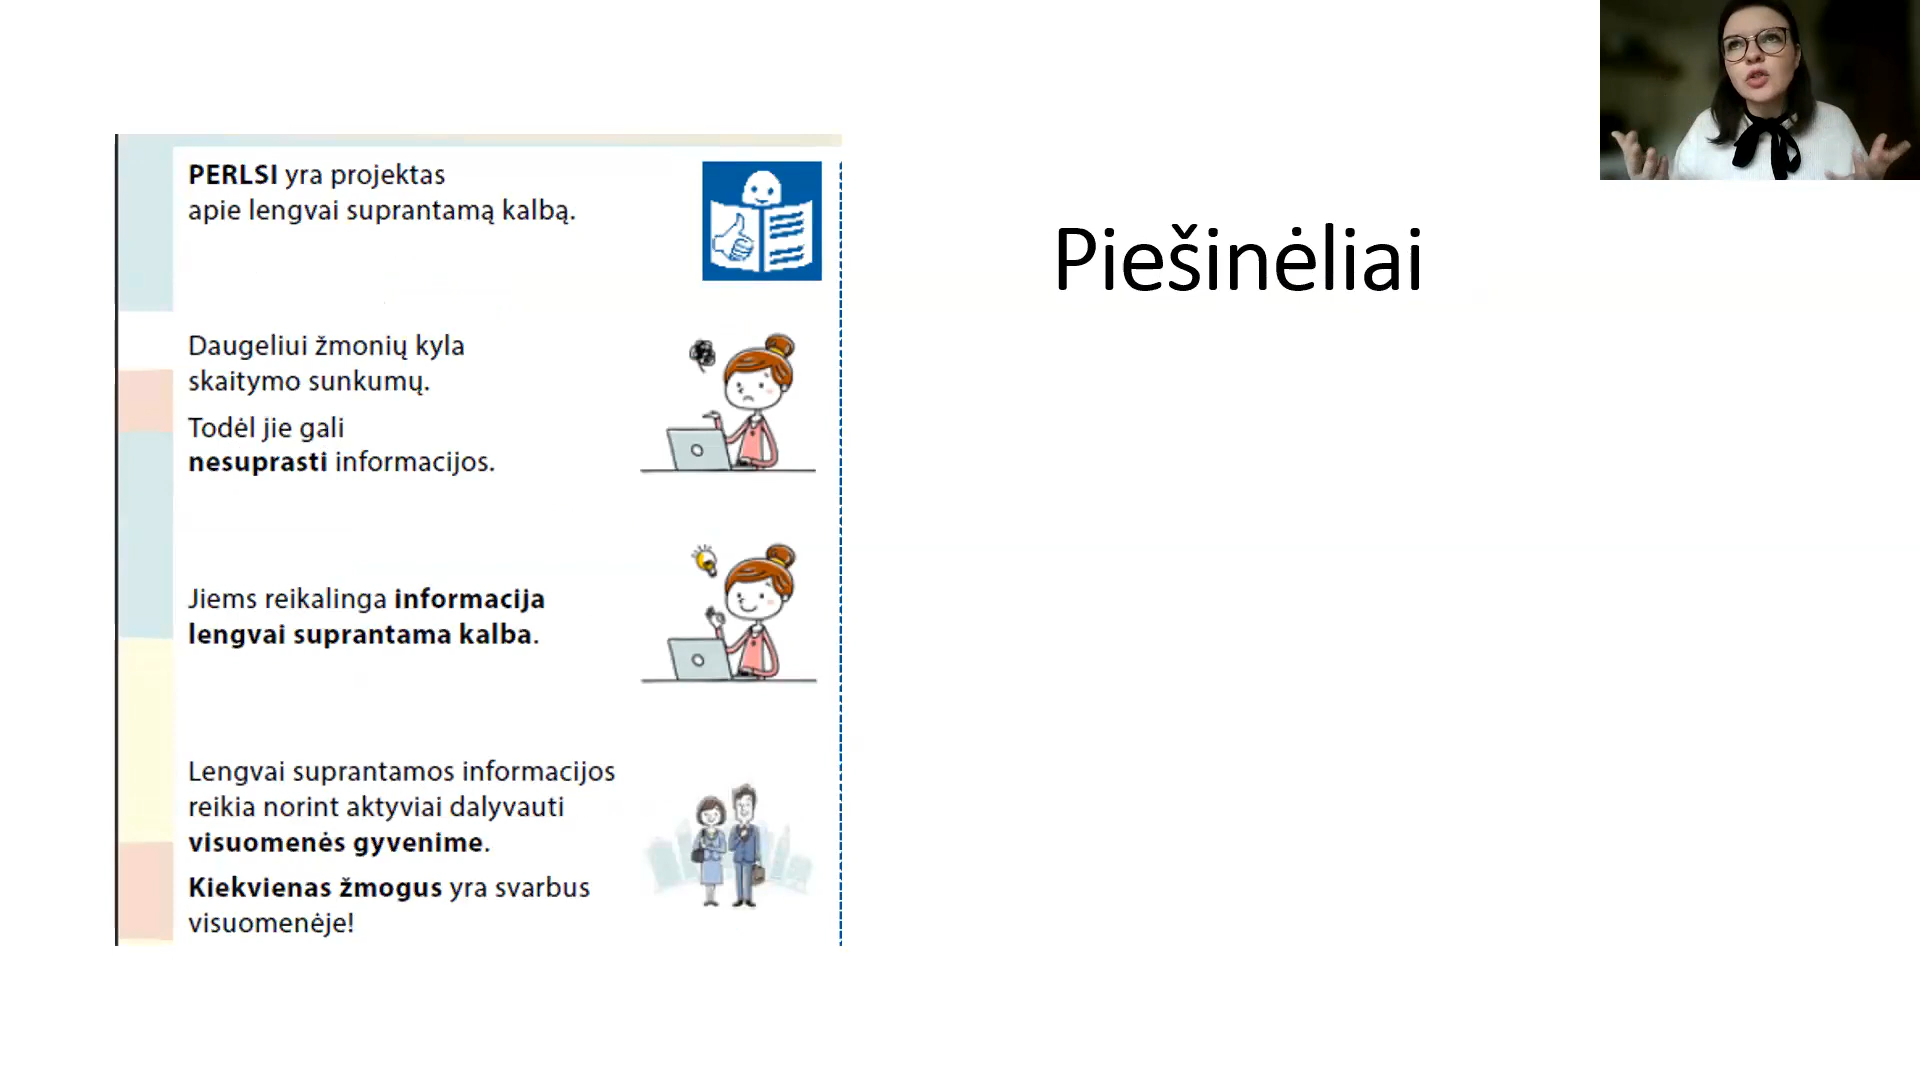 PERLSI yra projektas
apie lengvai suprantamą kalbą.
Daugeliui žmonių kyla
skaitymo sunkumų.
Todėl jie gali
nesuprasti informacijos.
Jiems reikalinga informacija
lengvai suprantama kalba.
Lengvai suprantamos informacijos
reikia norint aktyviai dalyvauti
visuomenės gyvenime.
Kiekvienas žmogus yra svarbus
visuomenėje!
Piešinėliai